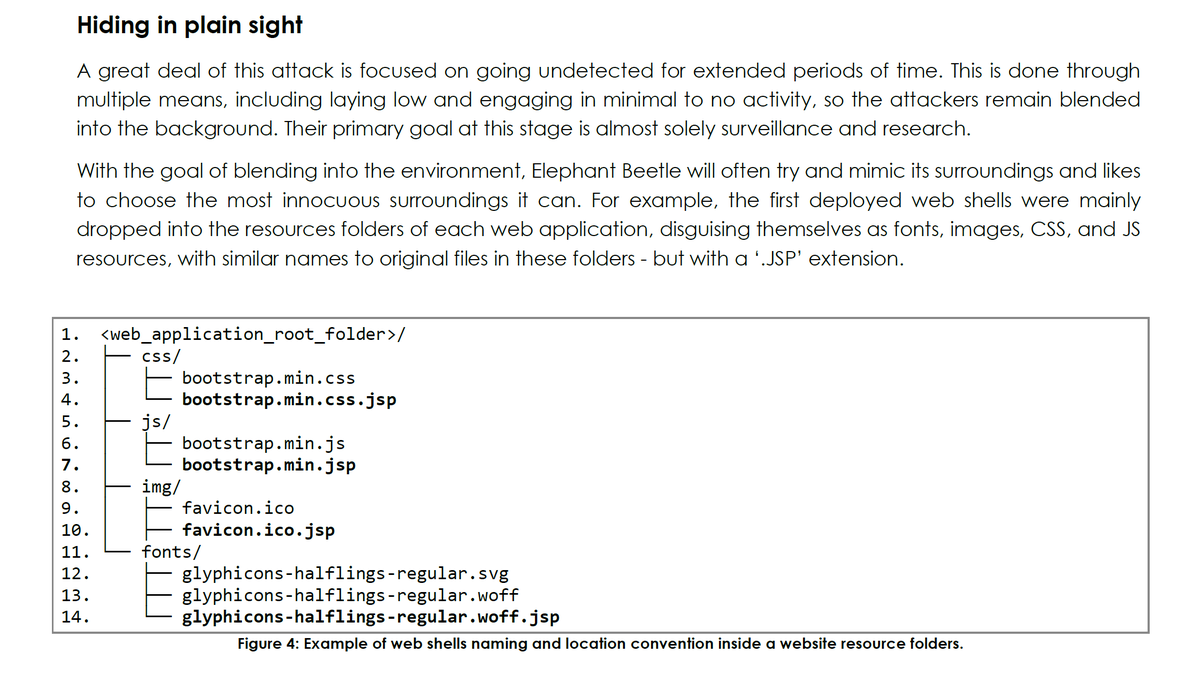 Hiding in plain sight
A great deal of this attack is focused on going undetected for extended periods of time. This is done through
multiple means, including laying low and engaging in minimal to no activity, so the attackers remain blended
into the background. Their primary goal at this stage is almost solely surveillance and research.
With the goal of blending into the environment, Elephant Beetle will often try and mimic its surroundings and likes
to choose the most innocuous surroundings it can. For example, the first deployed web shells were mainly
dropped into the resources folders of each web application, disguising themselves as fonts, images, CSS, and JS
resources, with similar names to original files in these folders - but with a ‘.JSP’ extension.
1. <web_application_root_folder>/
2. css/
3. bootstrap.min.css
4. bootstrap.min.css.jsp
5. js/
6. bootstrap.min.js
7. bootstrap.min.jsp
8. img/
9. favicon.ico
10. favicon.ico.jsp
11. fonts/
12. glyphicons-halflings-regular.svg
13. glyphicons-halflings-regular.woff
14. glyphicons-halflings-regular.woff.jsp
Figure 4: Example of web shells naming and location convention inside a website resource folders.